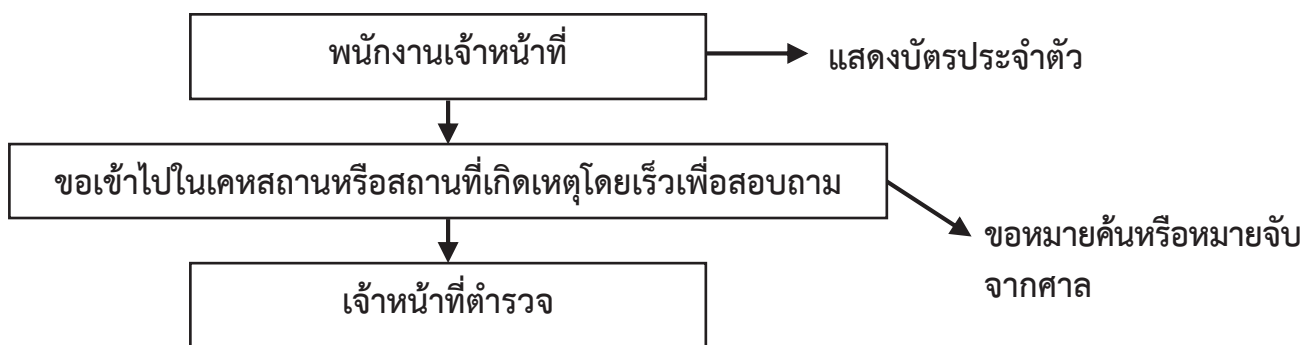 พนักงานเจ้าหน้าที่
แสดงบัตรประจำตัว
ขอเข้าไปในเคหสถานหรือสถานที่เกิดเหตุโดยเร็วเพื่อสอบถาม
ขอหมายค้นหรือหมายจับ
จากศาล
เจ้าหน้าที่ตำรวจ